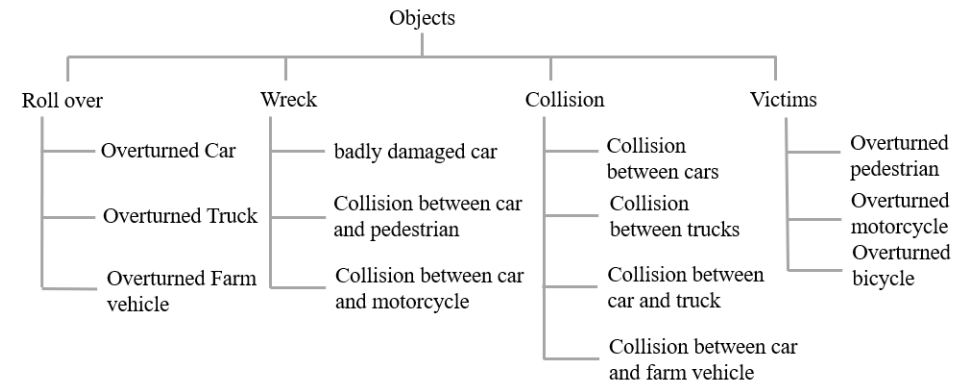 Objects
Roll over
Wreck
Collision
Victims
Overturned Car
Overturned Truck
Overturned Farm
vehicle
badly damaged car
Collision between car
and pedestrian
Collision between car
and motorcycle
Collision
between cars
Collision
between trucks
Collision between
car and truck
Collision between car
and farm vehicle
Overturned
pedestrian
Overturned
motorcycle
Overturned
bicycle